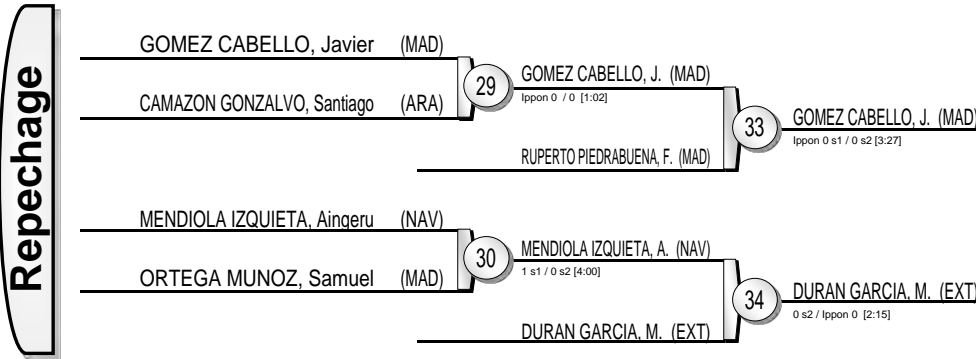 Repechage
GOMEZ CABELLO, Javier (MAD)
CAMAZON GONZALVO, Santiago (ARA)
29
GOMEZ CABELLO, J. (MAD)
Ippon 0 / 0 [1:02]
RUPERTO PIEDRABUENA, F. (MAD)
33
GOMEZ CABELLO, J. (MAD)
Ippon 0 s1 / 0 s2 [3:27]
MENDIOLA IZQUIETA, Aingeru (NAV)
ORTEGA MUNOZ, Samuel (MAD)
30
MENDIOLA IZQUIETA, A. (NAV)
1 s1 / 0 s2 [4:00]
DURAN GARCIA, M. (EXT)
34
DURAN GARCIA, M. (EXT)
0 s2 / Ippon 0 [2:15]